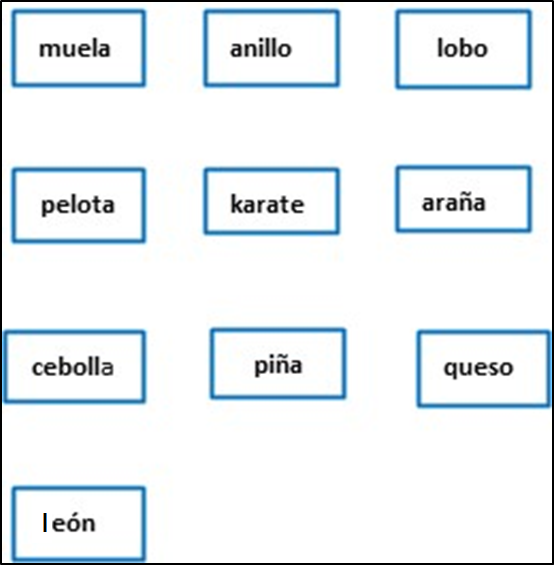 muela anillo lobo
pelota karate araña
cebolla piña queso
león